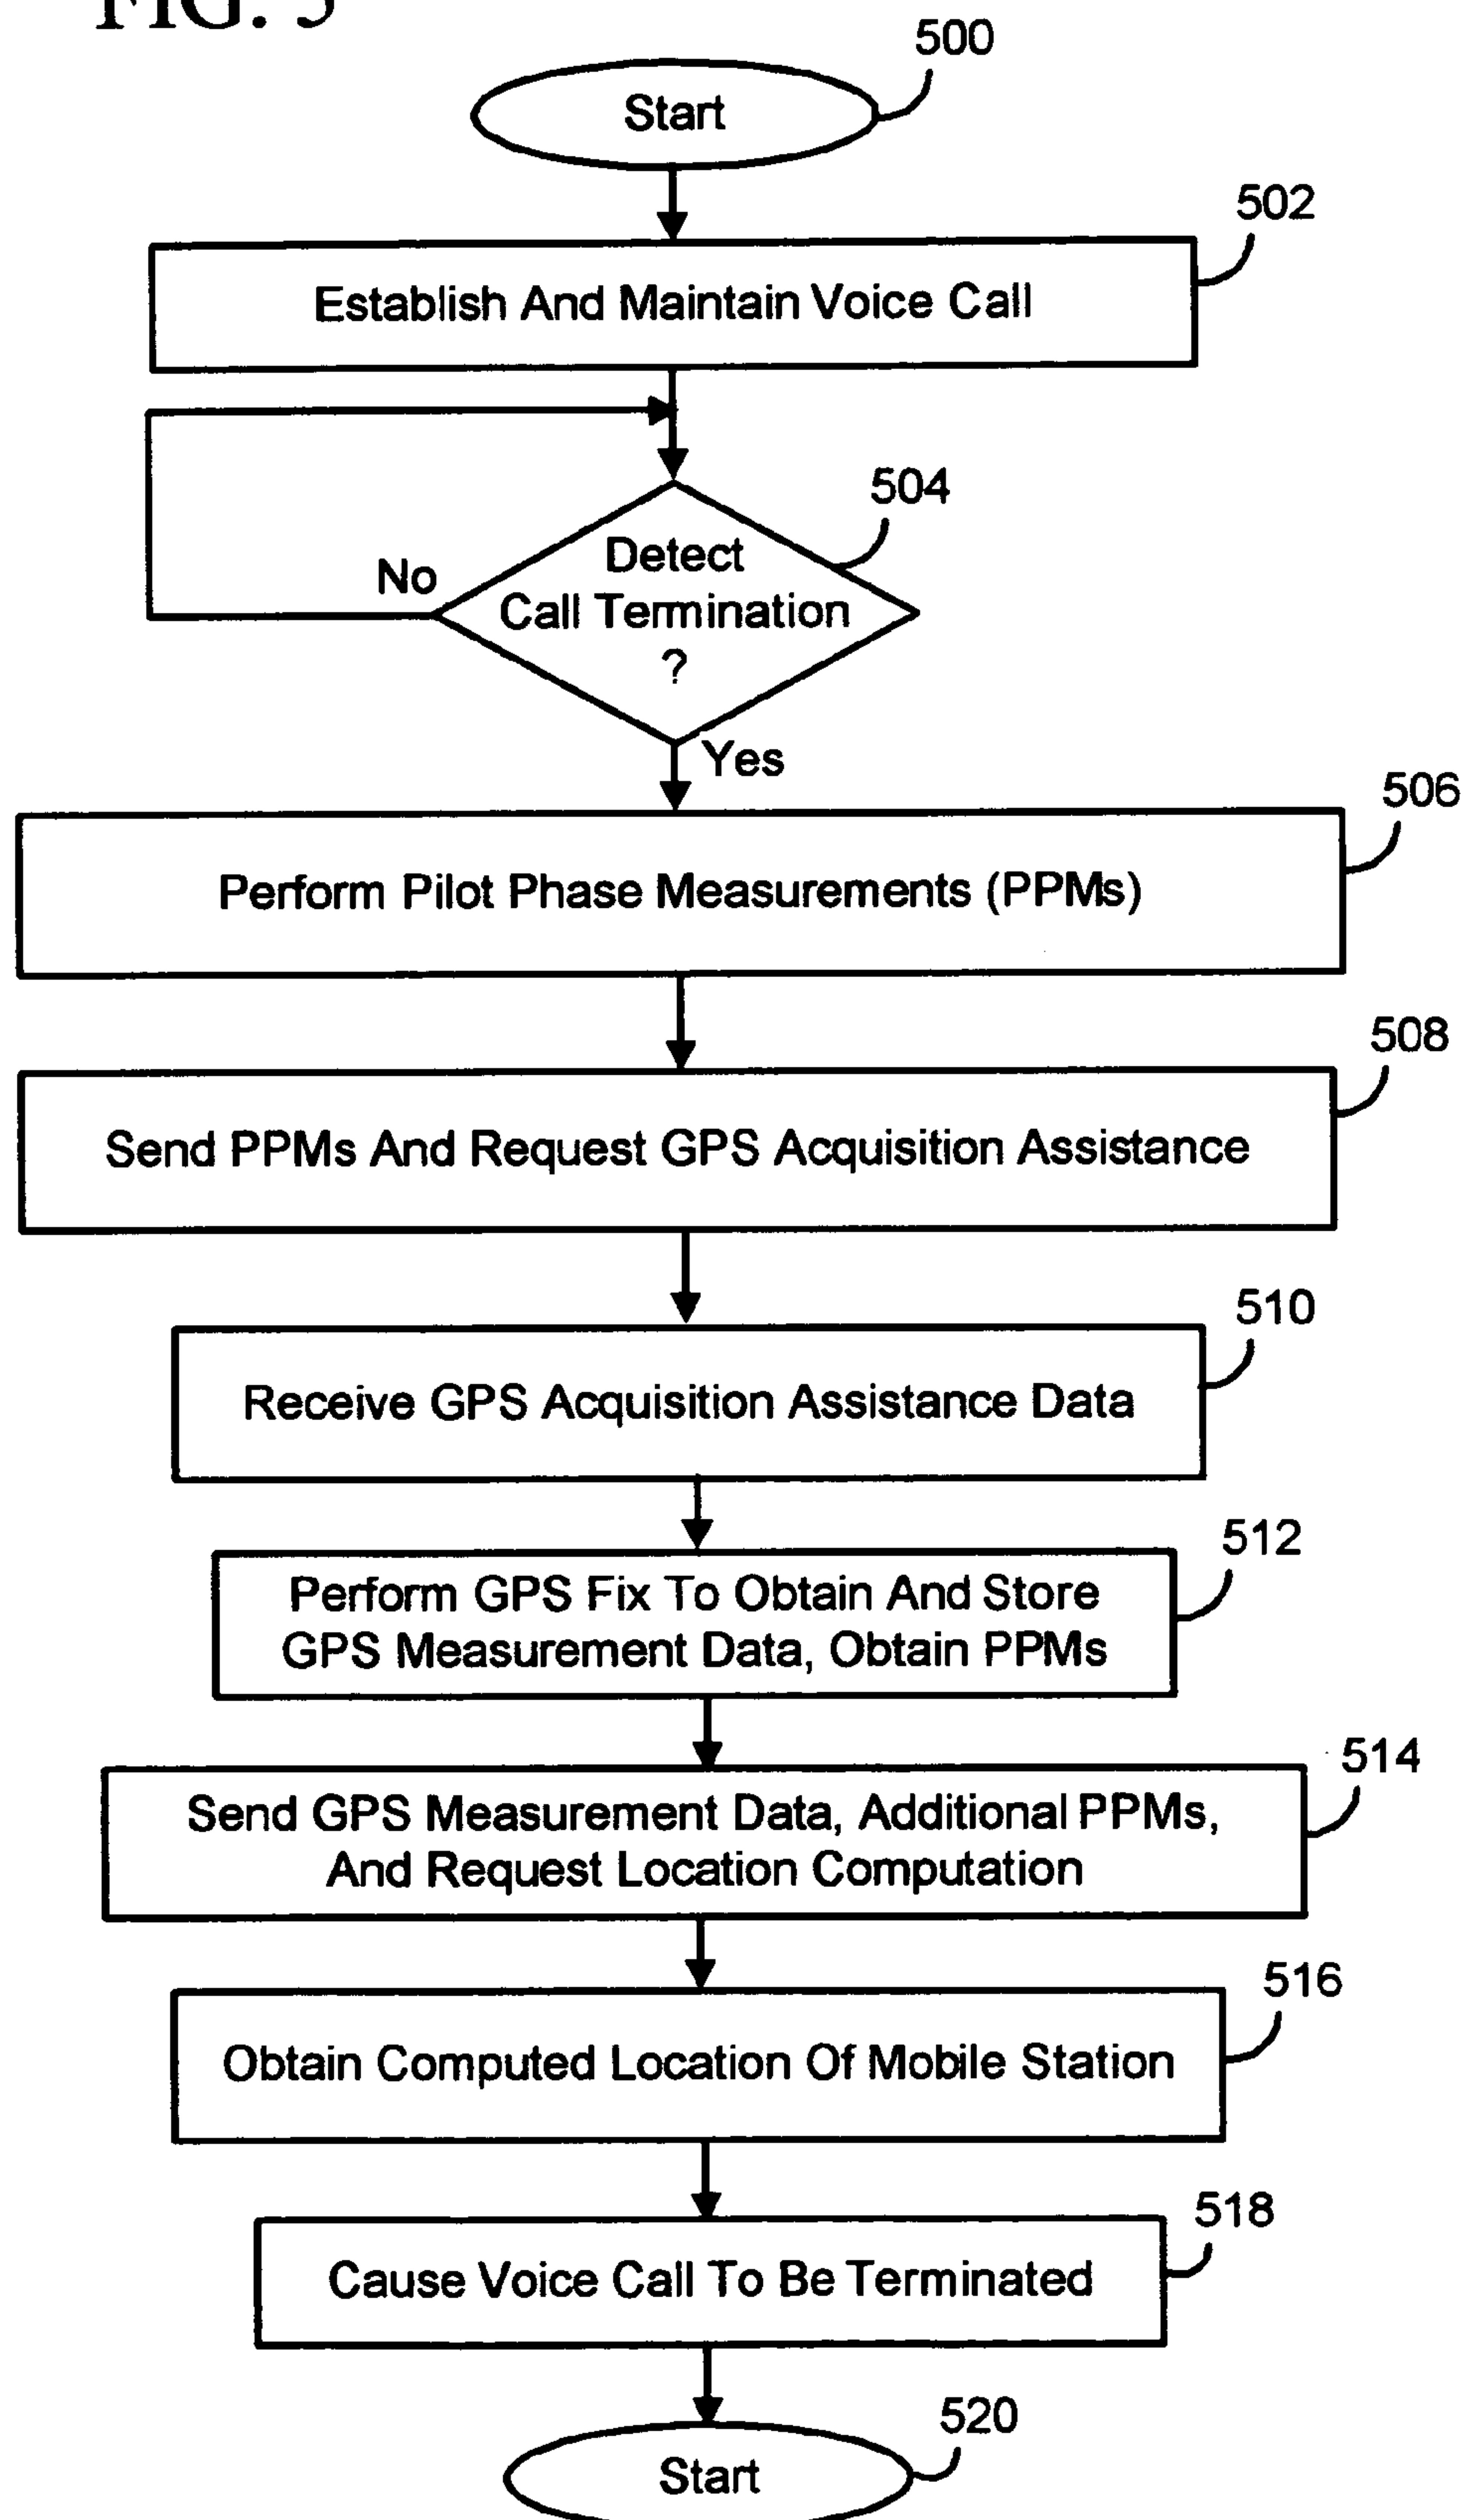 FIG. 5
500
Start
502
Establish And Maintain Voice Call
504
Detect
Call Termination
?
No
Yes
506
Perform Pilot Phase Measurements (PPMs)
508
Send PPMs And Request GPS Acquisition Assistance
510
Receive GPS Acquisition Assistance Data
512
Perform GPS Fix To Obtain And Store
GPS Measurement Data, Obtain PPMs
514
Send GPS Measurement Data, Additional PPMs,
And Request Location Computation
516
Obtain Computed Location Of Mobile Station
518
Cause Voice Call To Be Terminated
520
Start